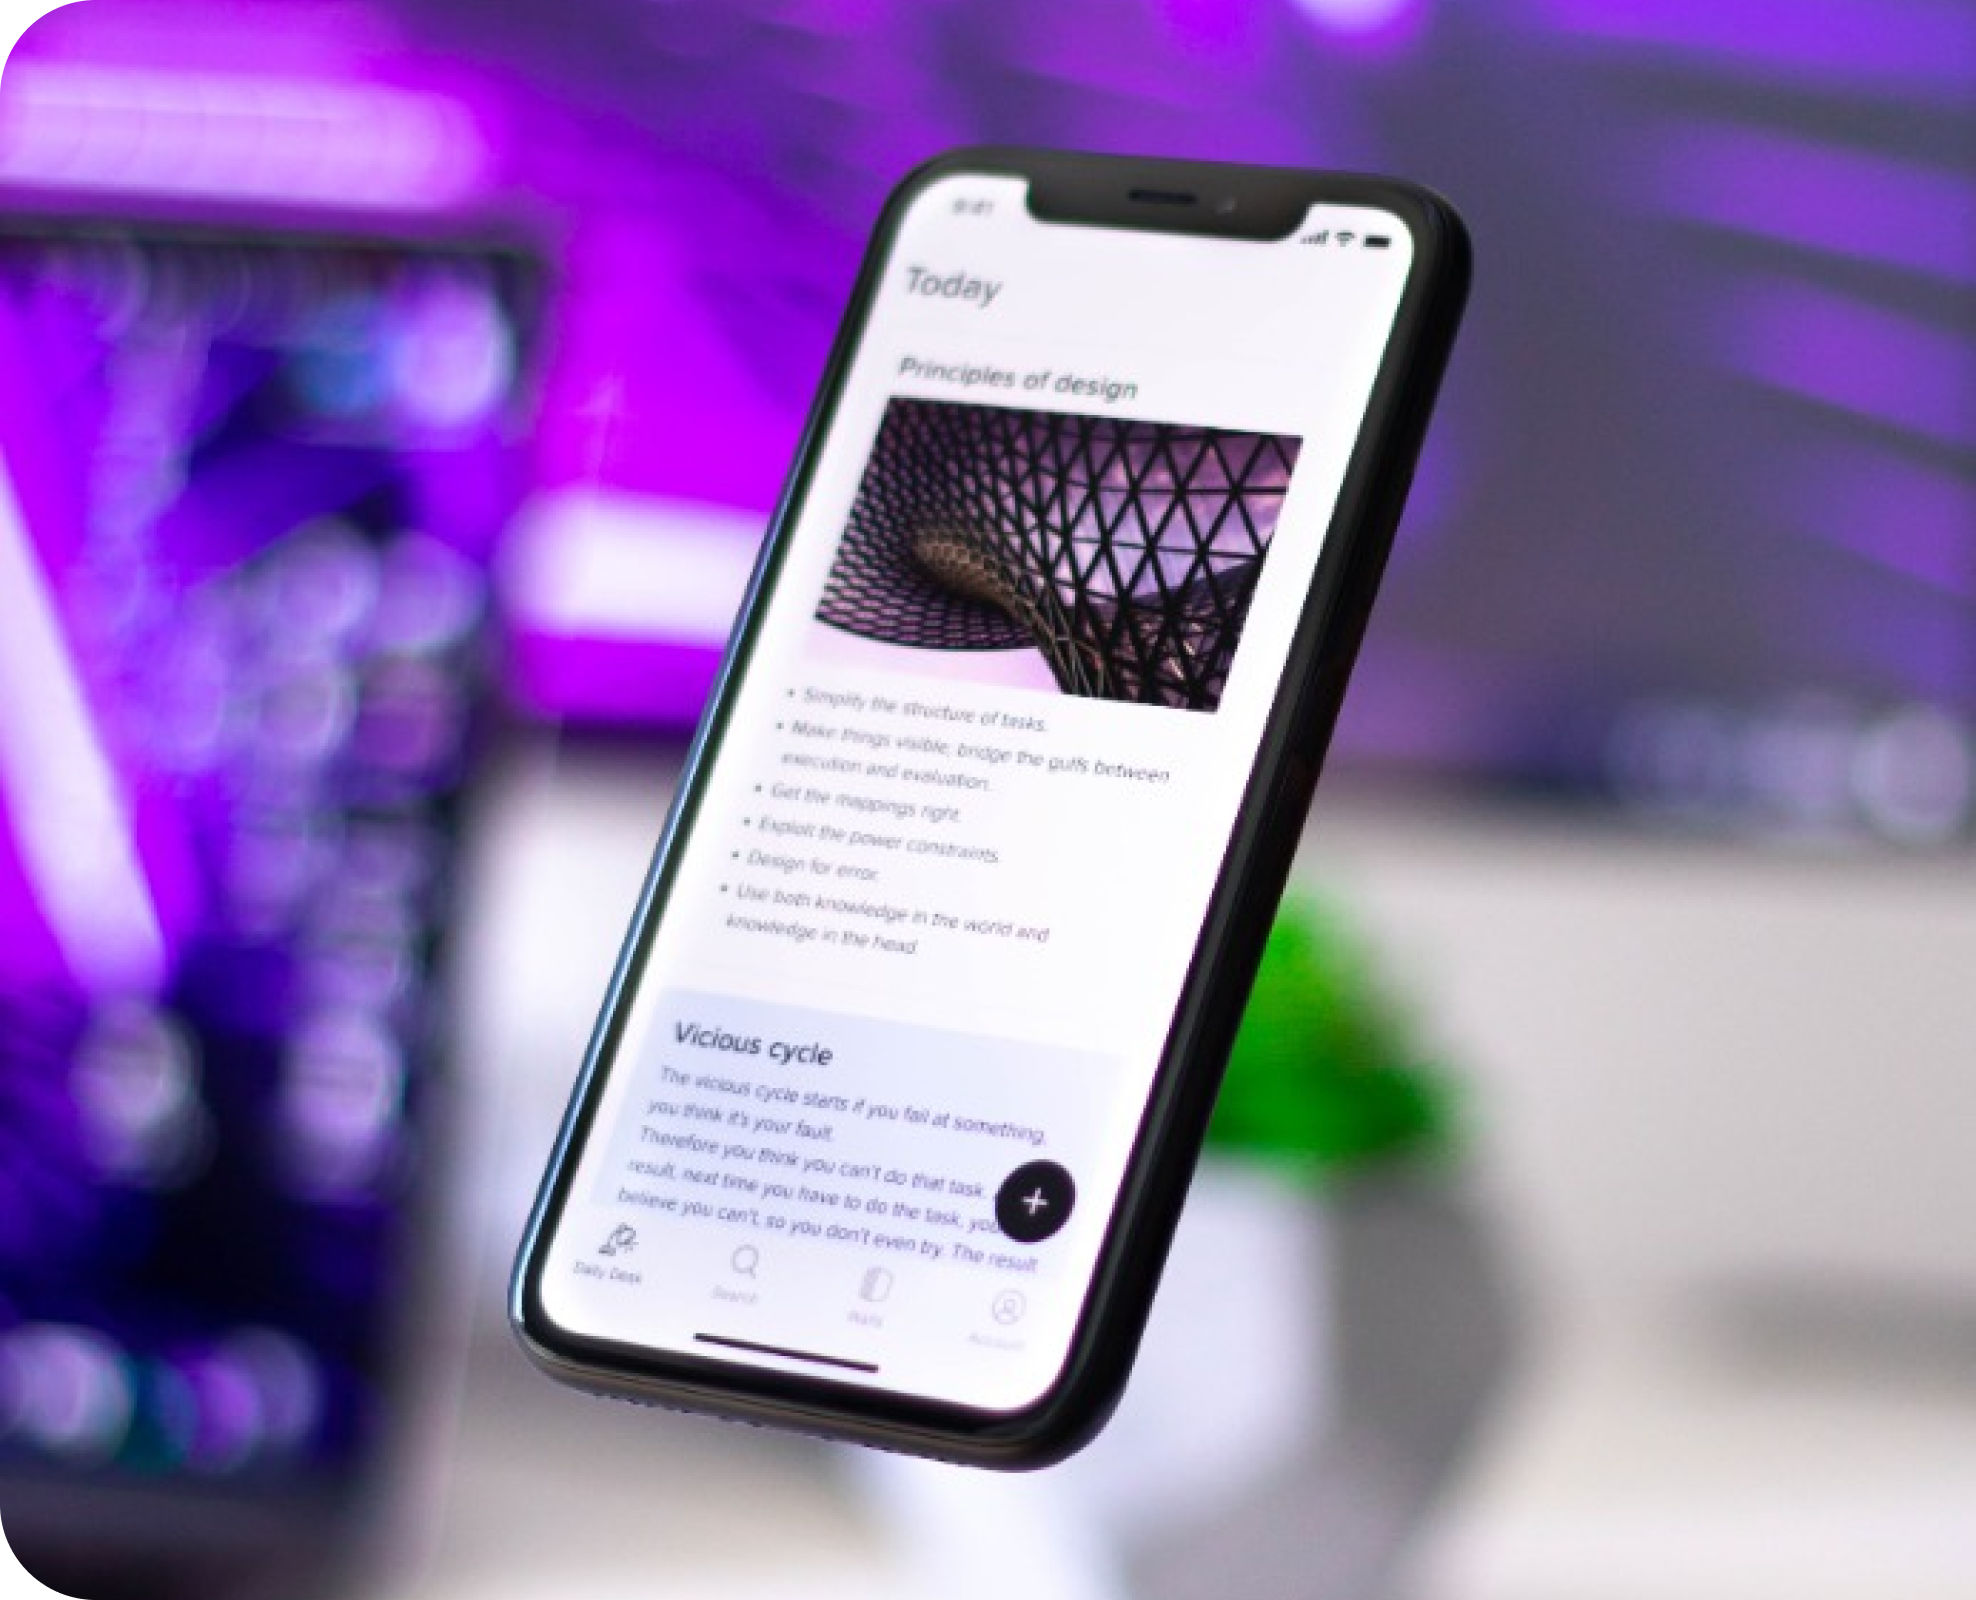 9:41
Today
Principles of design
• Simplify the structure of tasks.
• Make things visible, bridge the gulfs between
execution and evaluation.
• Get the mappings right.
• Exploit the power constraints.
• Design for error.
• Use both knowledge in the world and
knowledge in the head.
Vicious cycle
The vicious cycle starts if you fail at something,
you think it's your fault.
Therefore you think you can't do that task.
result, next time you have to do the task, you
believe you can't, so you don't even try. The result
Daily Desk
Search
Account